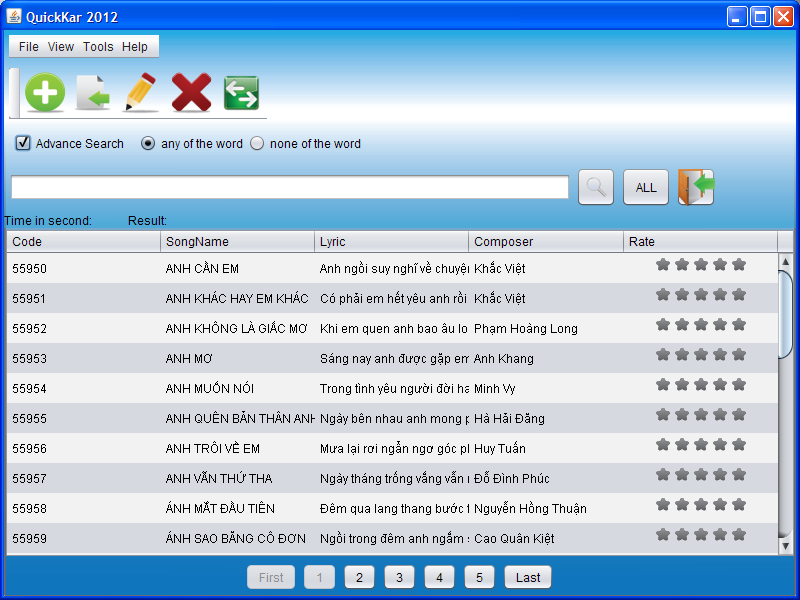 QuickKar 2012
File View Tools Help
Advance Search any of the word none of the word
ALL
Time in second: Result:
Code SongName Lyric Composer Rate
55950 ANH CẦN EM Anh ngồi suy nghĩ về chuyện Khắc Việt
55951 ANH KHÁC HAY EM KHÁC Có phải em hết yêu anh rồi Khắc Việt
55952 ANH KHÔNG LÀ GIẤC MƠ Khi em quen anh bao âu lo Phạm Hoàng Long
55953 ANH MƠ Sáng nay anh được gặp em Anh Khang
55954 ANH MUỐN NÓI Trong tình yêu người đời Minh Vy
55955 ANH QUÊN BẢN THÂN ANH Ngày bên nhau anh mong Hà Hải Đăng
55956 ANH TRÔI VỀ EM Mưa lại rơi ngẩn ngơ góc Huy Tuấn
55957 ANH VẪN THỨ THA Ngày tháng trống vắng vẫn Đỗ Đình Phúc
55958 ÁNH MẮT ĐẦU TIÊN Đêm qua lang thang bước Nguyễn Hồng Thuận
55959 ÁNH SAO BĂNG CÔ ĐƠN Ngồi trong đêm anh ngắm Cao Quân Kiệt
First 1 2 3 4 5 Last